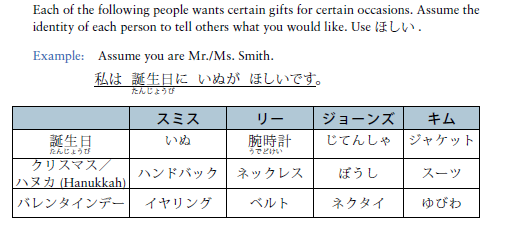 Each of the following people wants certain gifts for certain occasions. Assume the
identity of each person to tell others what you would like. Use ほしい .
Example: Assume you are Mr./Ms. Smith.
私は 誕生日に いぬが ほしいです。
たんじょうび
スミス リー ジョーンズ キム
誕生日 いぬ 腕時計 じてんしゃ ジャケット
たんじょうび うでどけい
クリスマス／
ハヌカ (Hanukkah) ハンドバック ネックレス ぼうし スーツ
バレンタインデー イヤリング ベルト ネクタイ ゆびわ